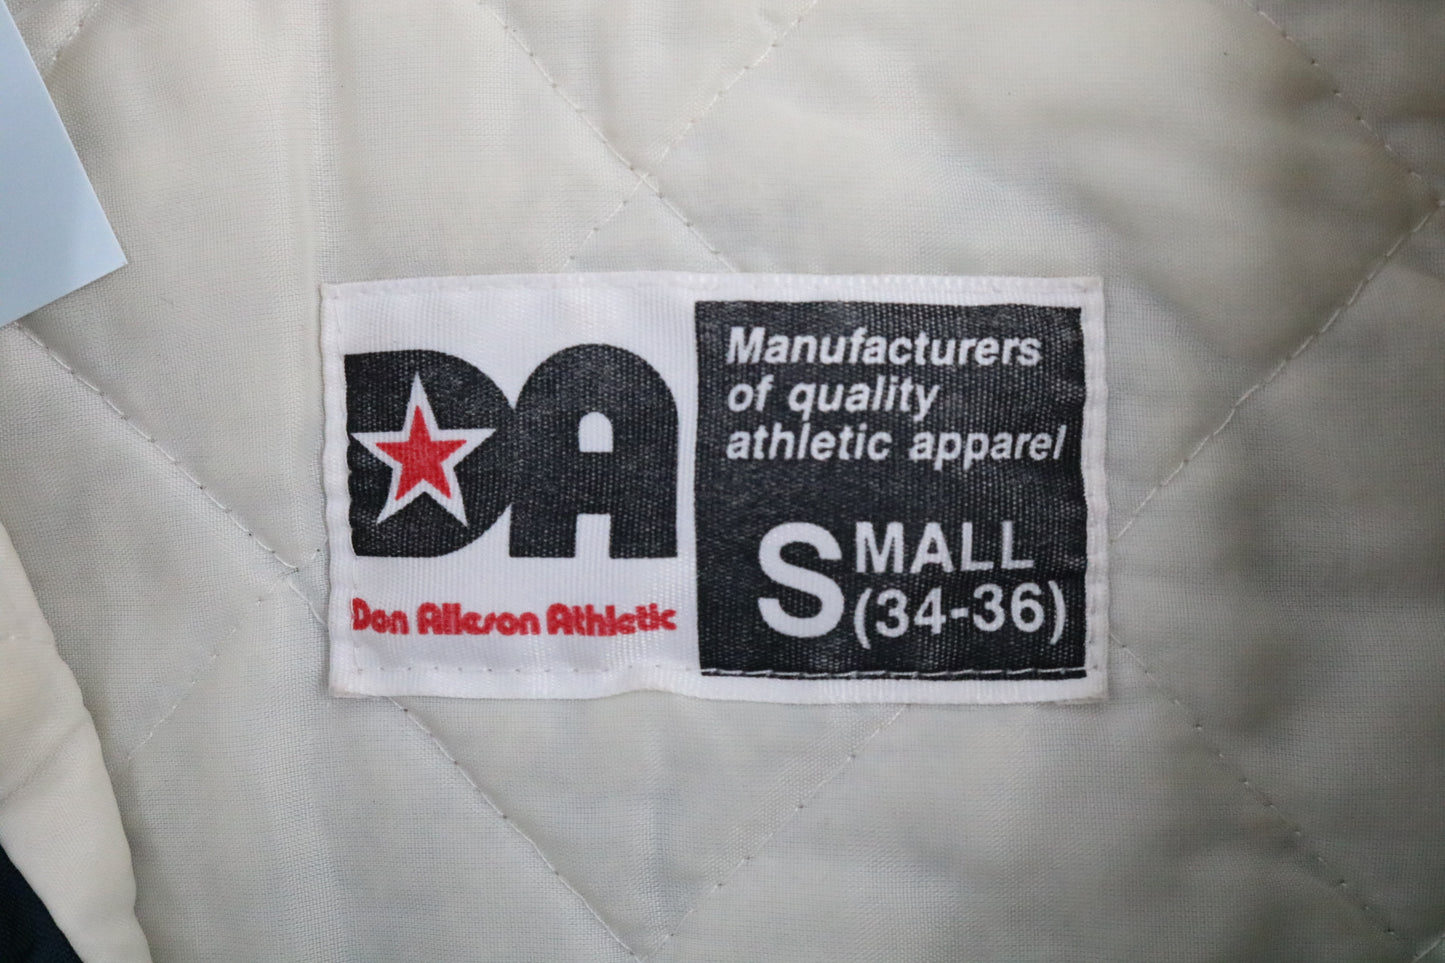 DA
Don Alleson Athletic
Manufacturers
of quality
athletic apparel
SMALL
(34-36)